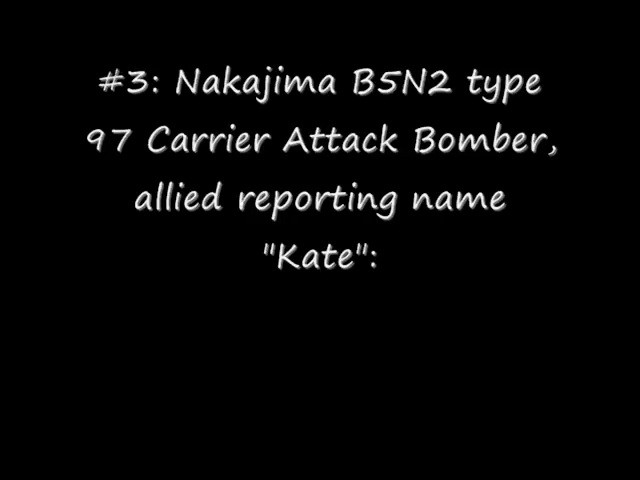 #3: Nakajima B5N2 type
97 Carrier Attack Bomber,
allied reporting name
"Kate":